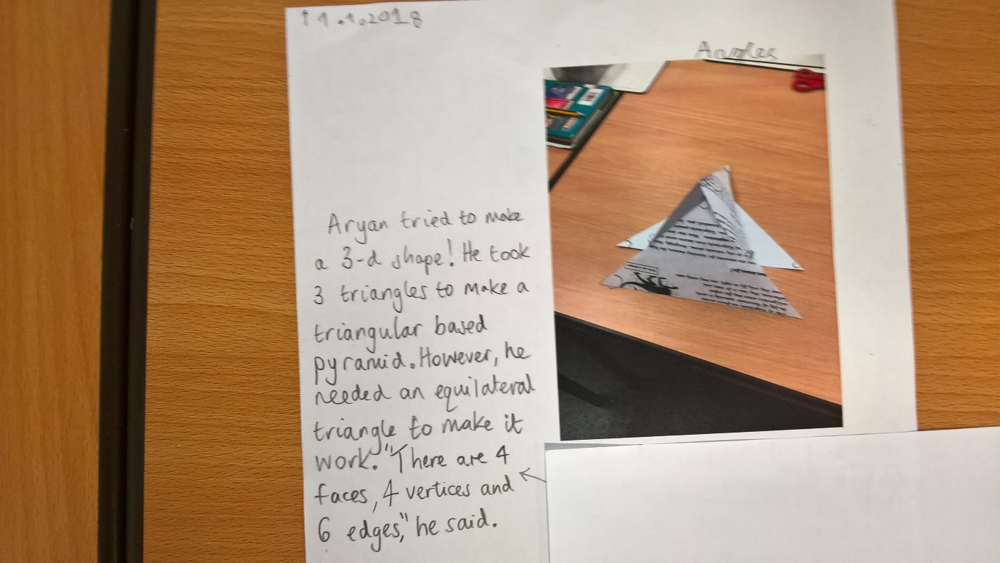 11.1.2018
Angles
Aryan tried to make
a 3-d shape! He took
3 triangles to make a
triangular based
pyramid. However, he
needed an equilateral
triangle to make it
work. "There are 4
faces, 4 vertices and
6 edges," he said.